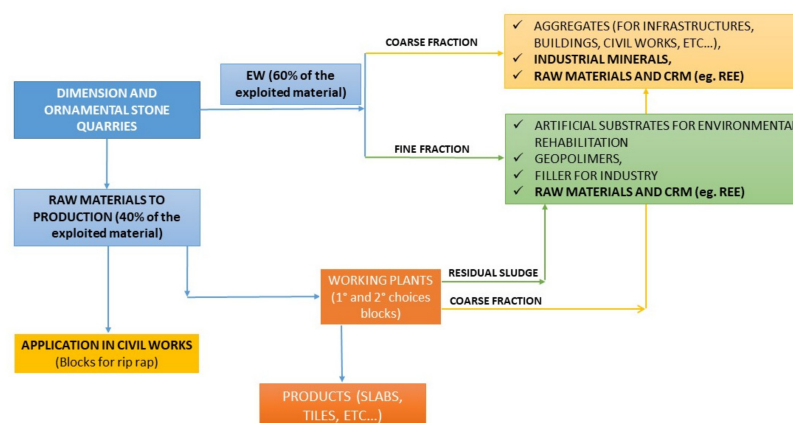 COARSE FRACTION
✓ AGGREGATES (FOR INFRASTRUCTURES,
BUILDINGS, CIVIL WORKS, ETC...),
✓ INDUSTRIAL MINERALS,
✓ RAW MATERIALS AND CRM (eg. REE)
EW (60% of the
exploited material)
DIMENSION AND
ORNAMENTAL STONE
QUARRIES
FINE FRACTION
✓ ARTIFICIAL SUBSTRATES FOR ENVIRONMENTA
REHABILITATION
✓ GEOPOLIMERS,
✓ FILLER FOR INDUSTRY
✓ RAW MATERIALS AND CRM (eg. REE)
RAW MATERIALS TO
PRODUCTION (40% of the
exploited material)
WORKING PLANTS
(1° and 2° choices
blocks)
RESIDUAL SLUDGE
COARSE FRACTION
APPLICATION IN CIVIL WORKS
(Blocks for rip rap)
PRODUCTS (SLABS,
TILES, ETC...)